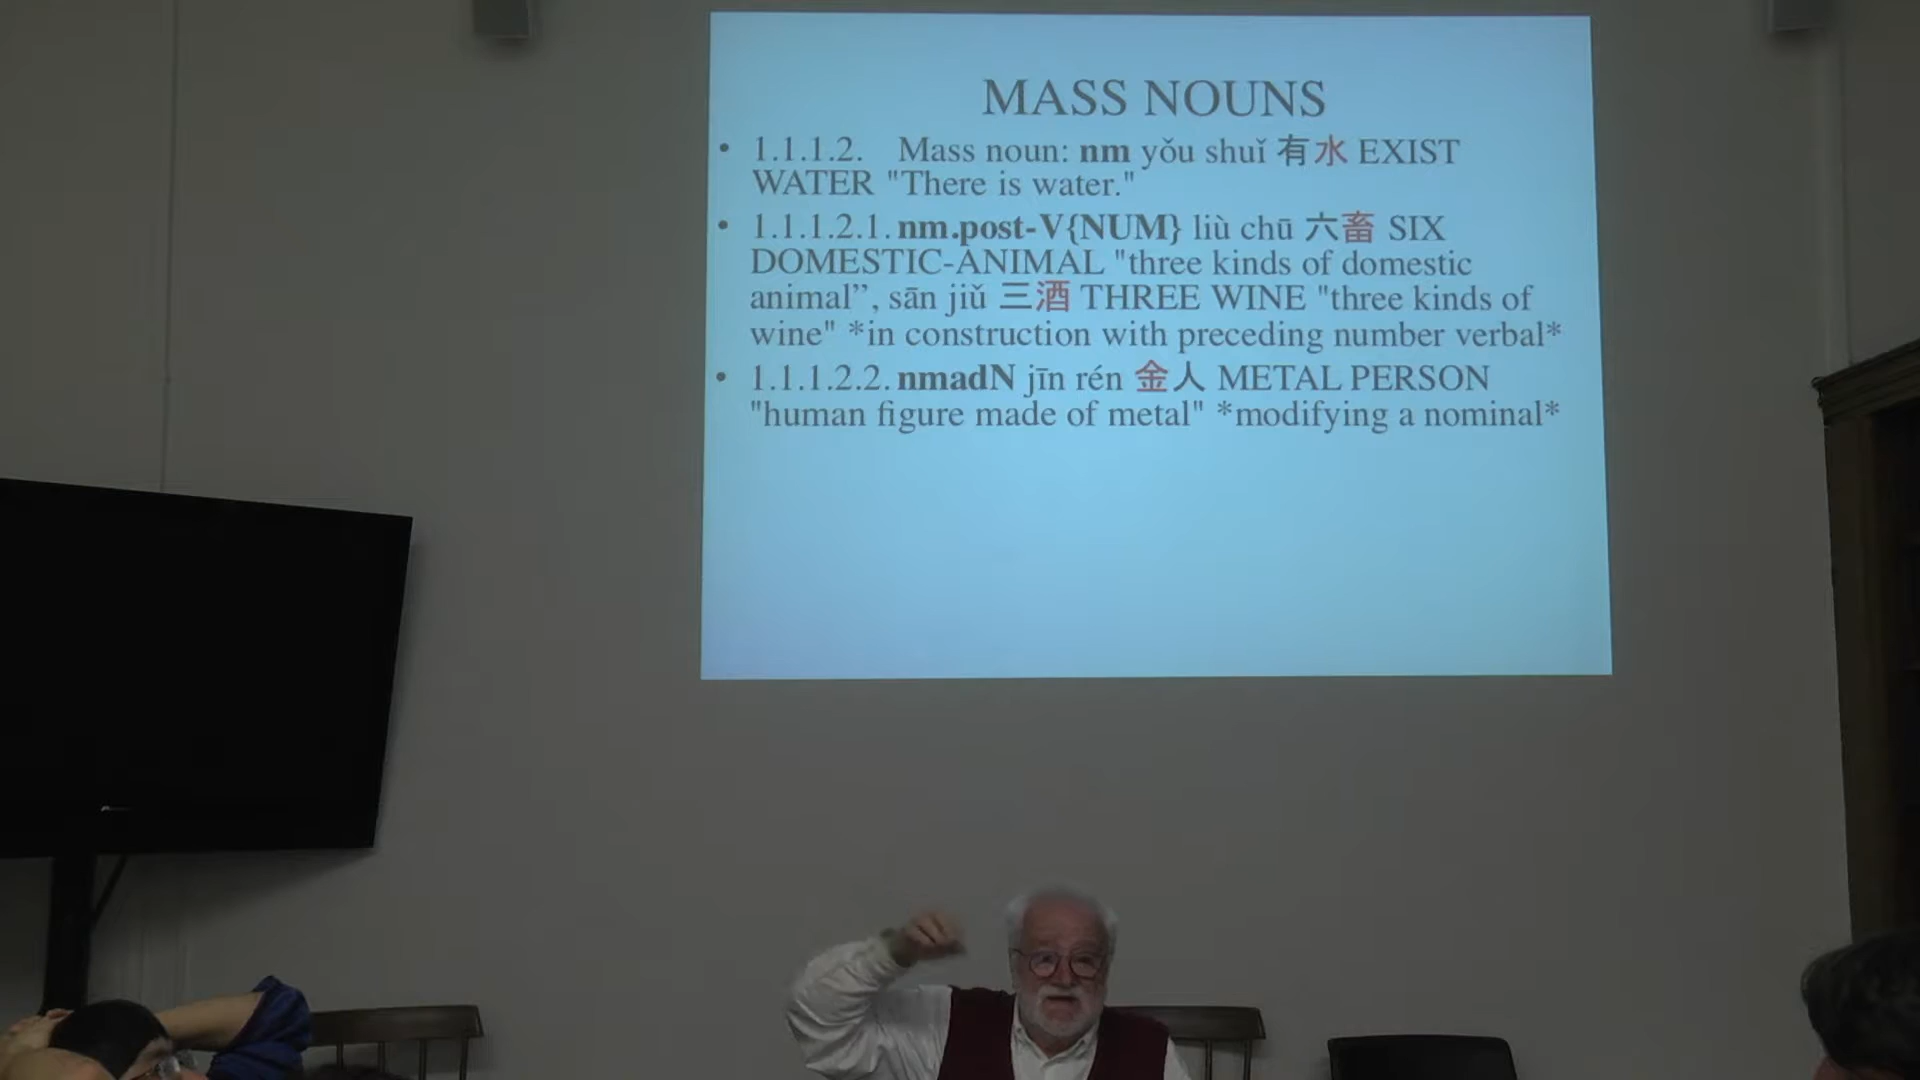 MASS NOUNS
• 1.1.1.2. Mass noun: nm yǒu shuǐ 有水 EXIST
WATER "There is water."
• 1.1.1.2.1. nm.post-V{NUM} liù chū 六畜 SIX
DOMESTIC-ANIMAL "three kinds of domestic
animal”, sān jiǔ 三酒 THREE WINE "three kinds of
wine" *in construction with preceding number verbal*
• 1.1.1.2.2. nmadN jīn rén 金人 METAL PERSON
"human figure made of metal" *modifying a nominal*